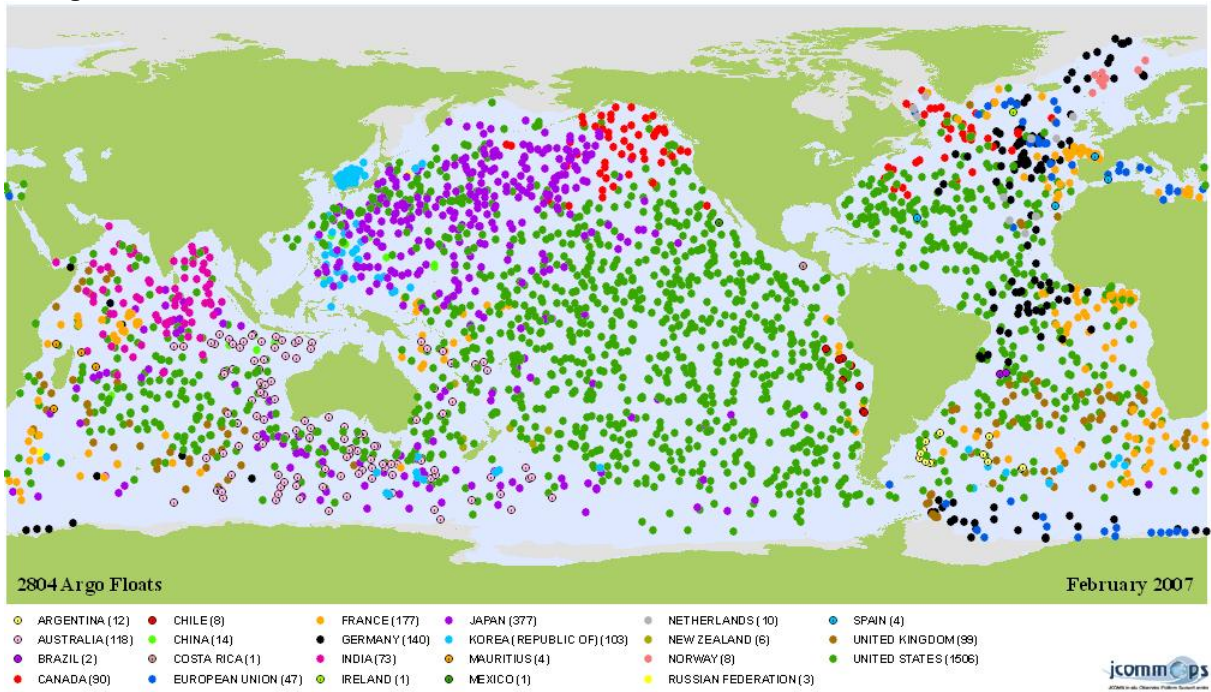 2804 Argo Floats
February 2007
ARGENTINA (12) CHILE (8) FRANCE (177) JAPAN (377) NETHERLANDS (10) SPAIN (4)
AUSTRALIA (118) CHINA (14) GERMANY (140) KOREA (REPUBLIC OF) (103) NEW ZEALAND (6) UNITED KINGDOM (99)
BRAZIL (2) COSTA RICA (1) INDIA (73) MAURITIUS (4) NORWAY (8) UNITED STATES (1506)
CANADA (90) EUROPEAN UNION (47) IRELAND (1) MEXICO (1) RUSSIAN FEDERATION (3)
jcommops